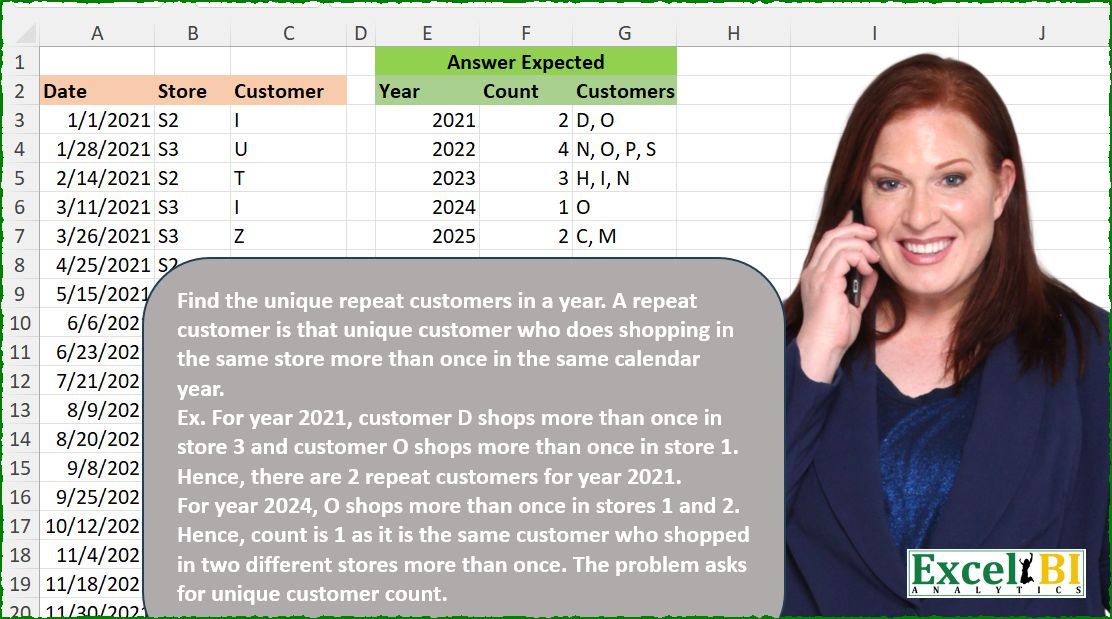 A B C D E F G H I J
1 Answer Expected
2 Date Store Customer Year Count Customers
3 1/1/2021 S2 I 2021 2 D, O
4 1/28/2021 S3 U 2022 4 N, O, P, S
5 2/14/2021 S2 T 2023 3 H, I, N
6 3/11/2021 S3 I 2024 1 O
7 3/26/2021 S3 Z 2025 2 C, M
8 4/25/2021 S2
9 5/15/2021
10 6/6/202
11 6/23/202
12 7/21/202
13 8/9/202
14 8/20/202
15 9/8/202
16 9/25/202
17 10/12/202
18 11/4/202
19 11/18/202
20 11/30/202
Find the unique repeat customers in a year. A repeat
customer is that unique customer who does shopping in
the same store more than once in the same calendar
year.
Ex. For year 2021, customer D shops more than once in
store 3 and customer O shops more than once in store 1.
Hence, there are 2 repeat customers for year 2021.
For year 2024, O shops more than once in stores 1 and 2.
Hence, count is 1 as it is the same customer who shopped
in two different stores more than once. The problem asks
for unique customer count.
Excel BI
ANALYTICS